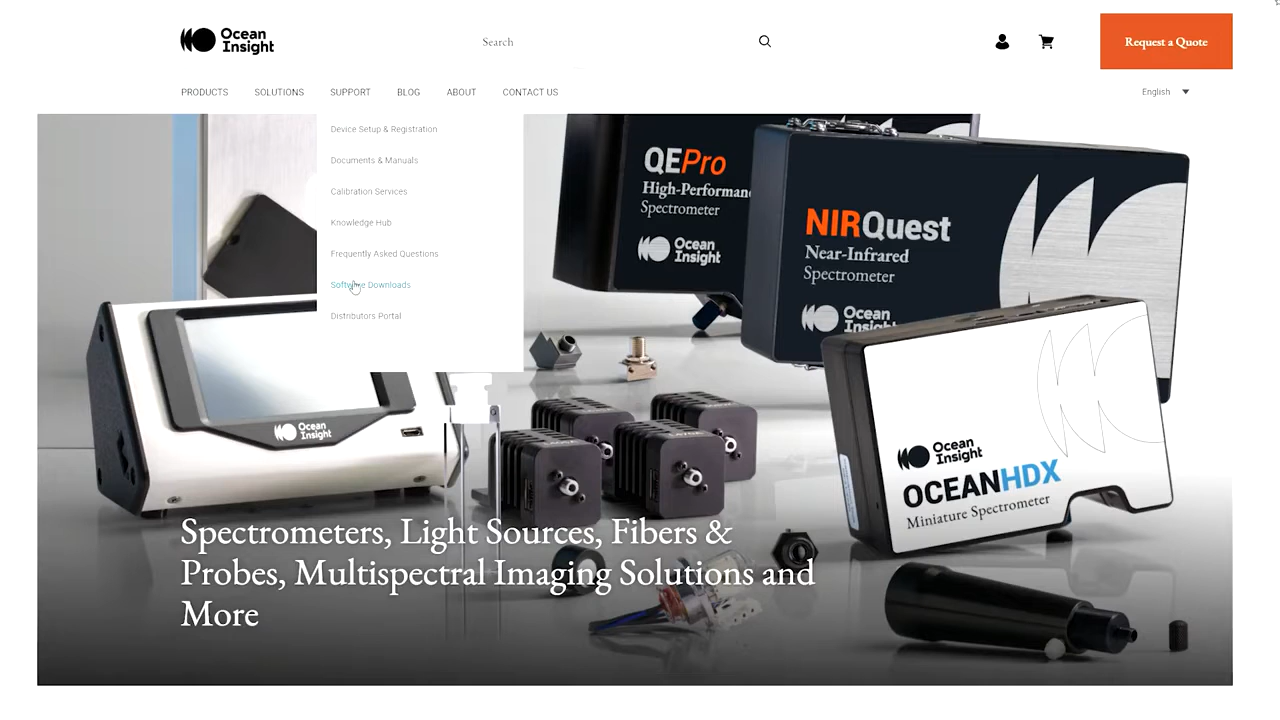 Ocean
Insight
Search
Request a Quote
PRODUCTS
SOLUTIONS
SUPPORT
BLOG
ABOUT
CONTACT US
English
Device Setup & Registration
Documents & Manuals
Calibration Services
Knowledge Hub
Frequently Asked Questions
Software Downloads
Distributors Portal
QEPro
High-Performan
Spectrometer
Ocean
Insight
NIRQuest
Near-Infrared
Spectrometer
Ocean
Insight
Ocean
Insight
OCEANHDX
Miniature Spectrometer
Ocean
Insight
Spectrometers, Light Sources, Fibers &
Probes, Multispectral Imaging Solutions and
More